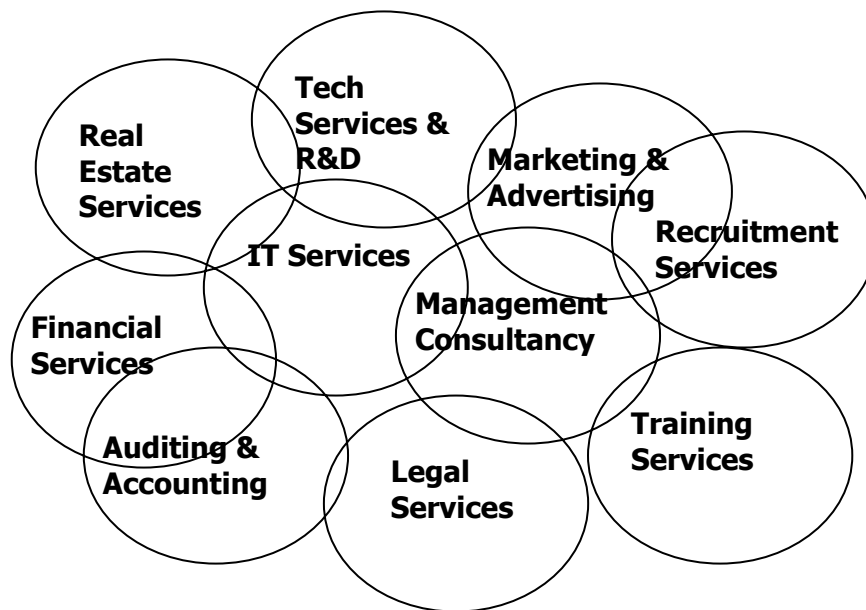 Tech
Services &
R&D
Real
Estate
Services
Marketing &
Advertising
Recruitment
Services
IT Services
Management
Consultancy
Financial
Services
Training
Services
Auditing &
Accounting
Legal
Services